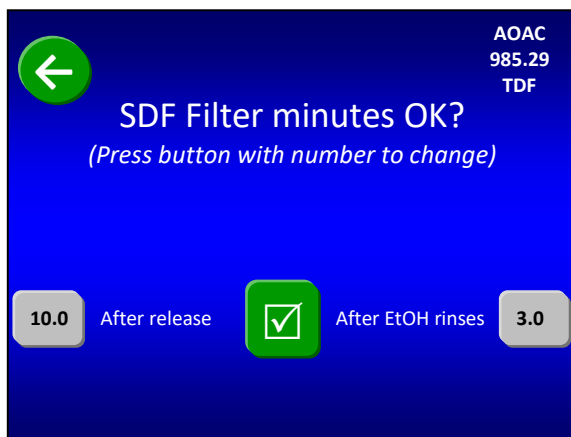 AOAC
985.29
TDF
SDF Filter minutes OK?
(Press button with number to change)
10.0 After release After EtOH rinses 3.0